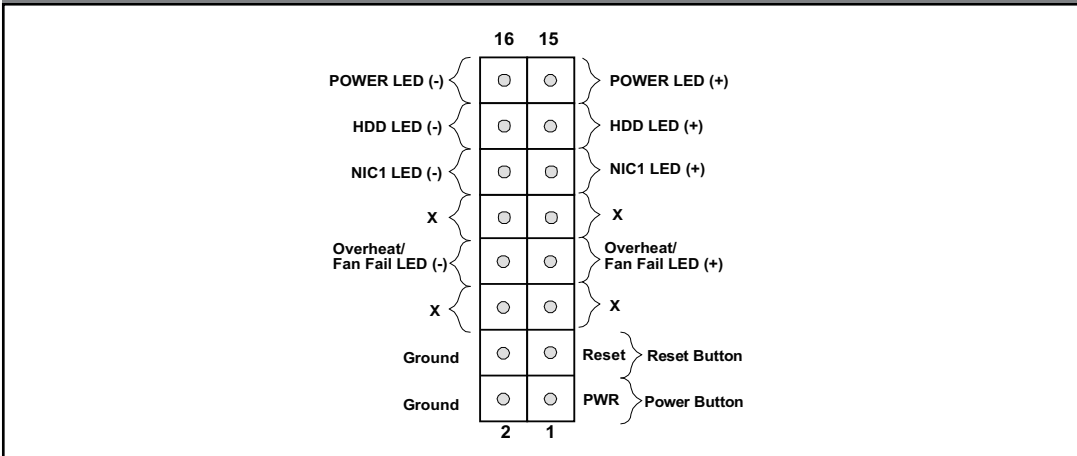 16 15
POWER LED (-) POWER LED (+)
HDD LED (-) HDD LED (+)
NIC1 LED (-) NIC1 LED (+)
X X
Overheat/ Overheat/
Fan Fail LED (-) Fan Fail LED (+)
X X
Ground Reset Reset Button
Ground PWR Power Button
2 1